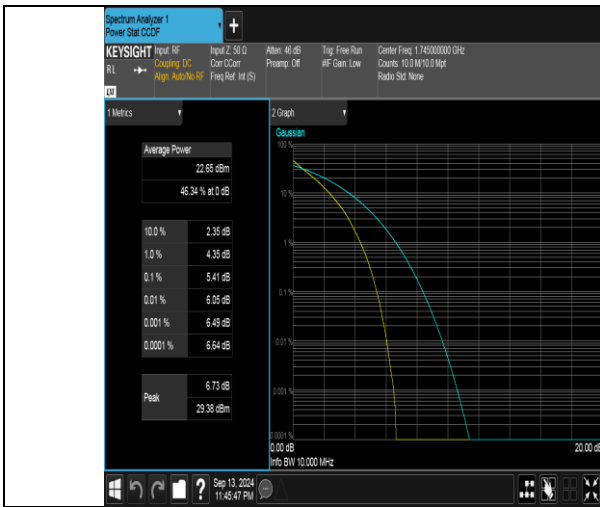 Spectrum Analyzer 1
Power Stat CCDF
+
KEYSIGHT
Input: RF
Input Z: 50 Ω
Atten: 46 dB
Trig: Free Run
Center Freq: 1.745000000 GHz
RL
Coupling: DC
Corr CCorr
Preamp: Off
#IF Gain: Low
Counts: 10.0 M/10.0 Mpt
Align: Auto/No RF
Freq Ref: Int (S)
Radio Std: None
LXI
1 Metrics
Average Power
22.65 dBm
46.34 % at 0 dB
10.0 % 2.35 dB
1.0 % 4.35 dB
0.1 % 5.41 dB
0.01 % 6.05 dB
0.001 % 6.49 dB
0.0001 % 6.64 dB
Peak
6.73 dB
29.38 dBm
2 Graph
Gaussian
100 %
10 %
1 %
0.1 %
0.01 %
0.001 %
0.0001 %
0.00 dB
20.00 dB
Info BW 10.000 MHz
?
Sep 13, 2024
11:45:47 PM